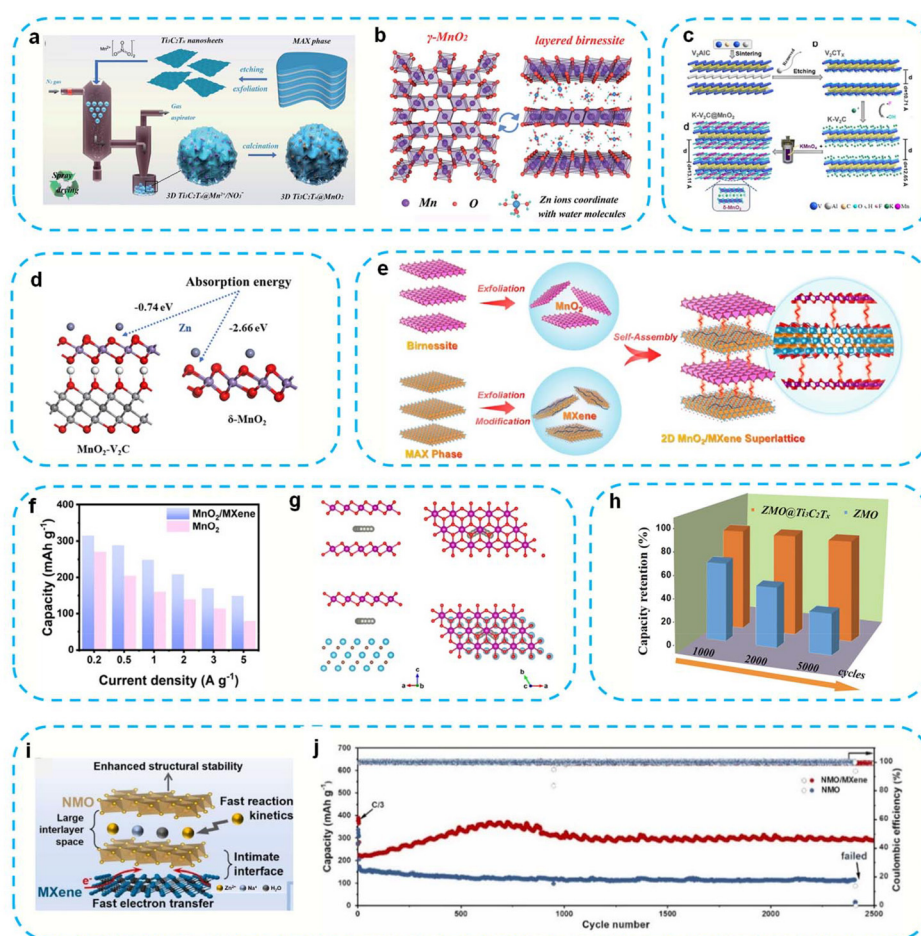 a
Ti₃C₂Tₓ nanosheets
MAX phase
Mn²⁺
N₂ gas
etching
exfoliation
Gas
aspirator
calcination
Spray
drying
3D Ti₃C₂Tₓ@Mn²⁺/NO₃⁻
3D Ti₃C₂Tₓ@MnO₂
b
γ-MnO₂
layered birnessite
Mn
O
Zn ions coordinate
with water molecules
c
V₂AlC
Sintering
Etching
V₂CTₓ
K-V₂C@MnO₂
K-V₂C
KMnO₄
δ-MnO₂
V Al C O H F K Mn
d
Absorption energy
-0.74 eV
Zn
-2.66 eV
MnO₂-V₂C
δ-MnO₂
e
Exfoliation
MnO₂
Birnessite
Self-Assembly
Exfoliation
Modification
MXene
MAX Phase
2D MnO₂/MXene Superlattice
f
Capacity (mAh g⁻¹)
400
300
200
100
MnO₂/MXene
MnO₂
0.2 0.5 1 2 3 5
Current density (A g⁻¹)
g
c
a b
b
c a
h
Capacity retention (%)
100
80
60
40
20
0
ZMO@Ti₃C₂Tₓ ZMO
1000 2000 5000 cycles
i
Enhanced structural stability
NMO
Fast reaction
kinetics
Large
interlayer
space
Intimate
interface
e⁻
MXene
Zn²⁺ Na⁺ H₂O
Fast electron transfer
j
Capacity (mAh g⁻¹)
700
600
500
400
300
200
100
0
C/3
NMO/MXene
NMO
failed
100
80
60
40
20
0
Coulombic efficiency (%)
0 500 1000 1500 2000 2500
Cycle number